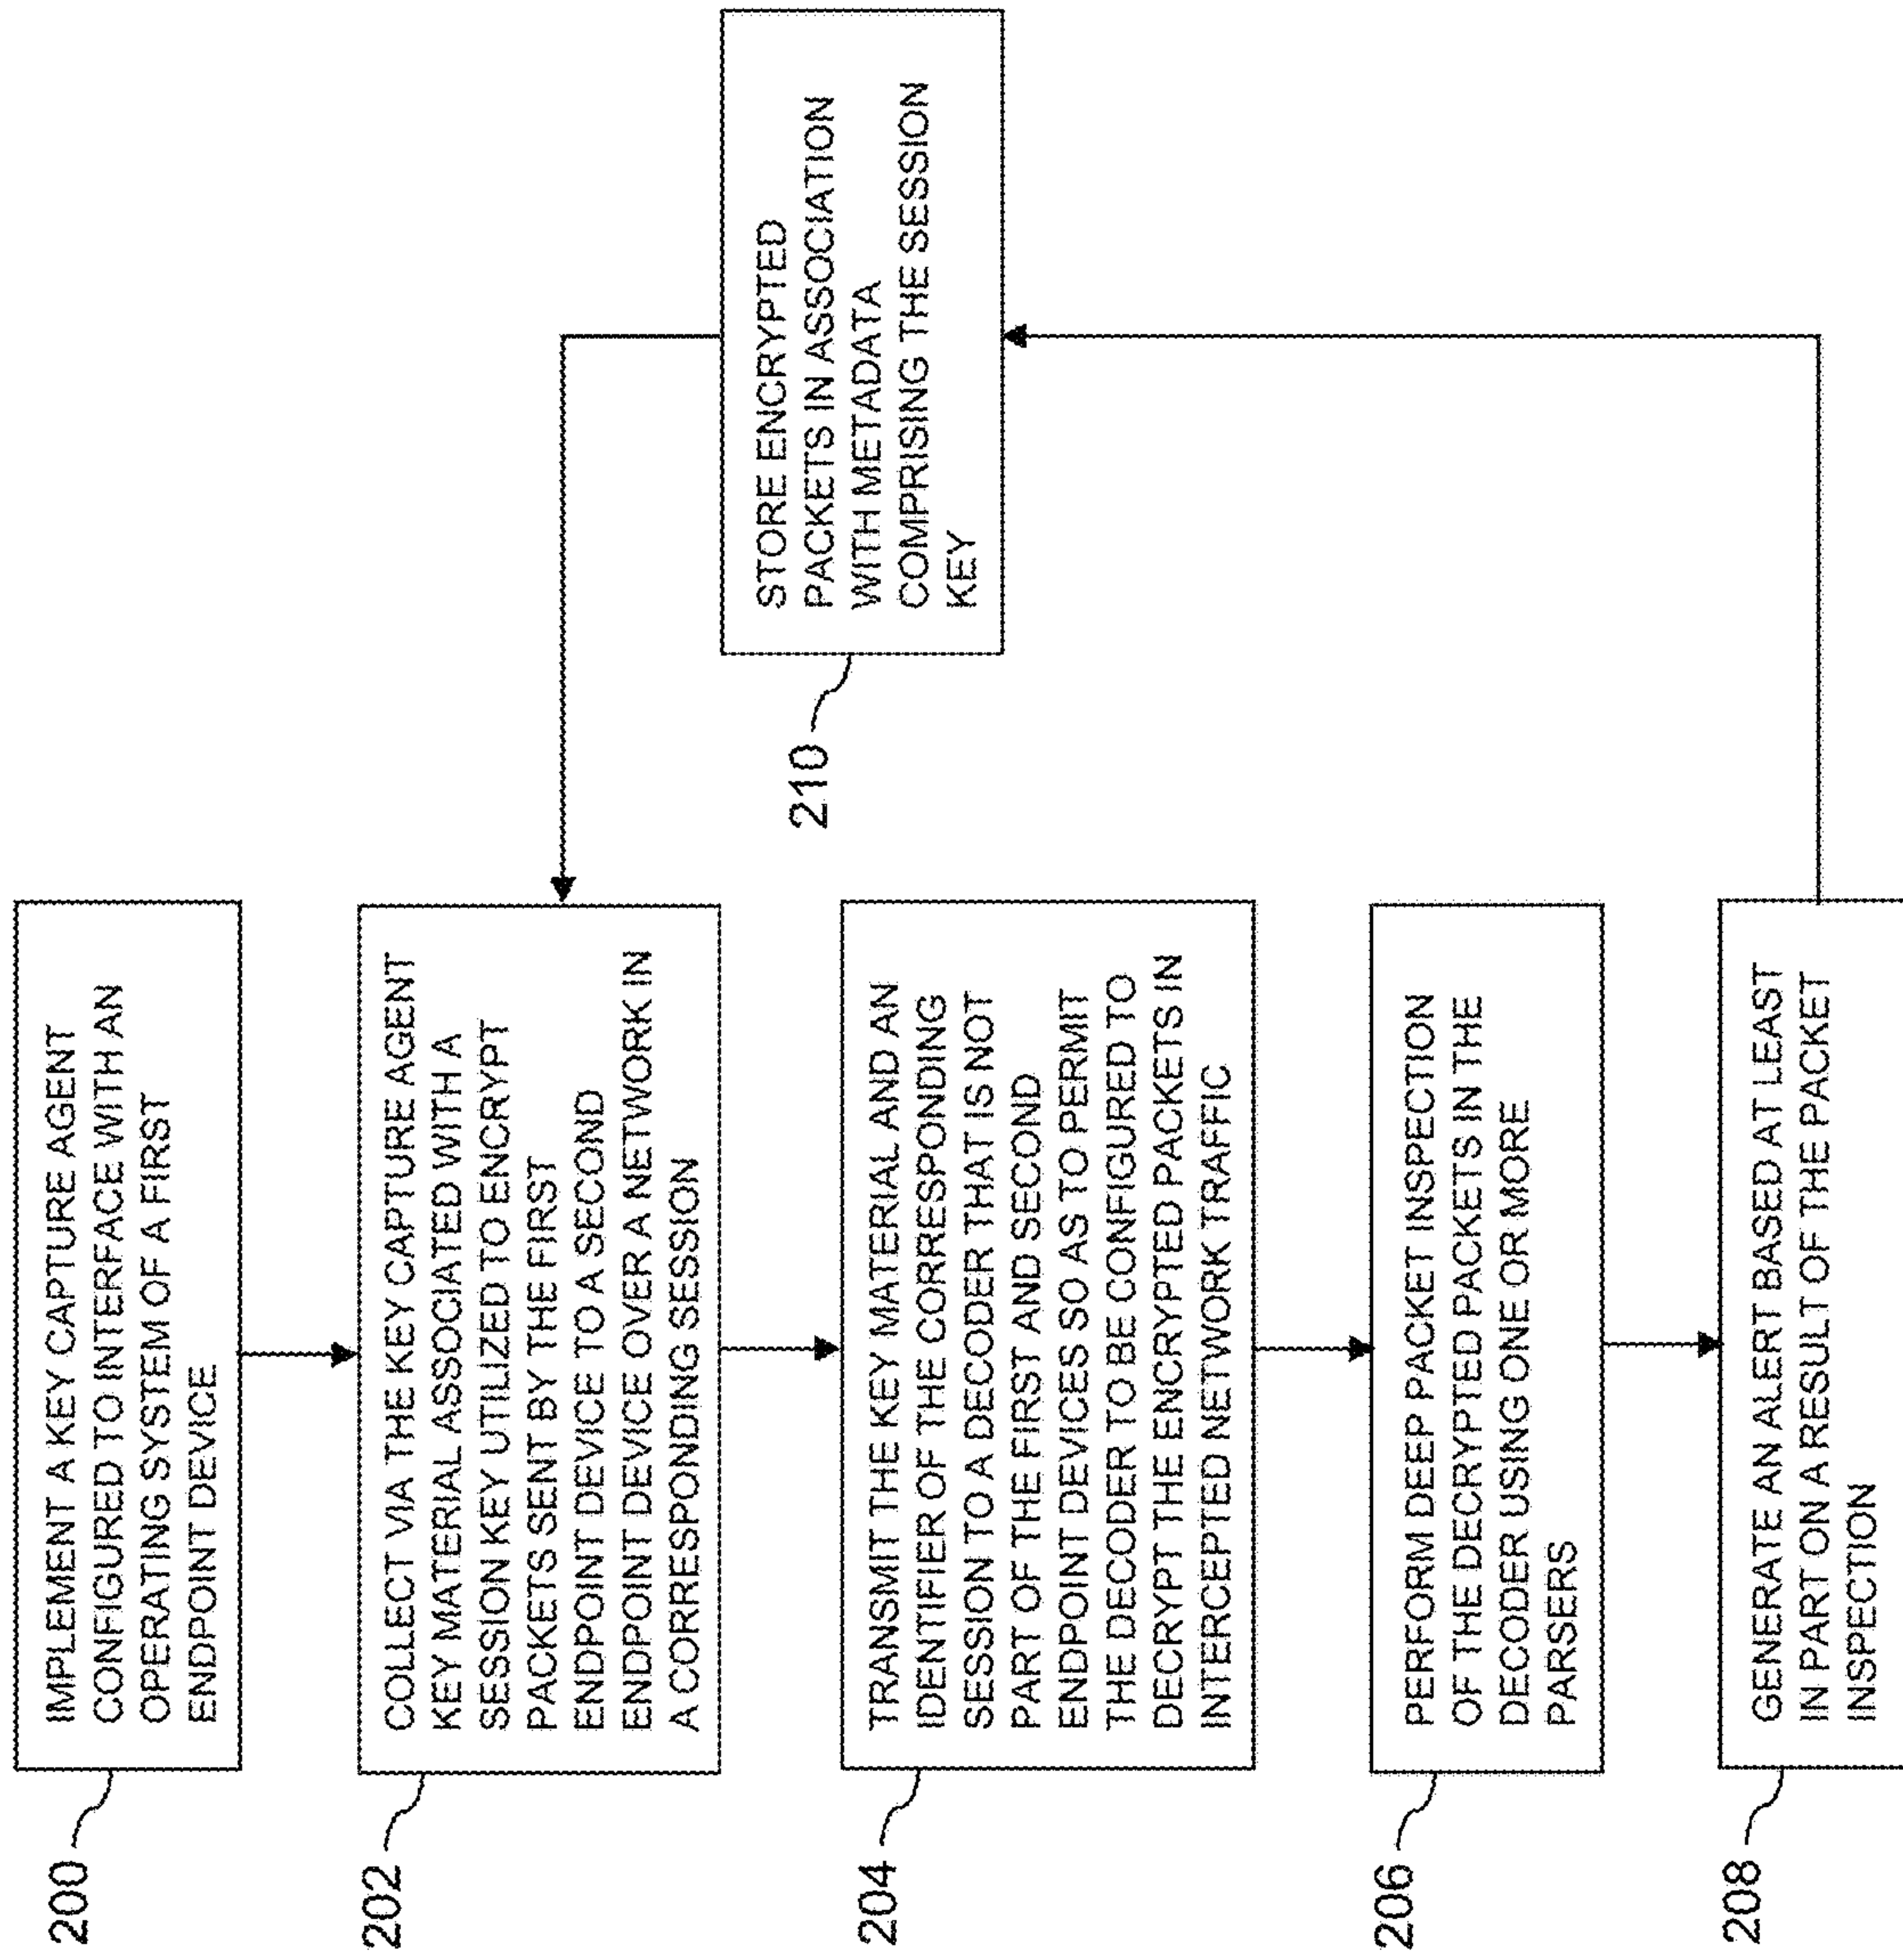 200
IMPLEMENT A KEY CAPTURE AGENT
CONFIGURED TO INTERFACE WITH AN
OPERATING SYSTEM OF A FIRST
ENDPOINT DEVICE
202
COLLECT VIA THE KEY CAPTURE AGENT
KEY MATERIAL ASSOCIATED WITH A
SESSION KEY UTILIZED TO ENCRYPT
PACKETS SENT BY THE FIRST
ENDPOINT DEVICE TO A SECOND
ENDPOINT DEVICE OVER A NETWORK IN
A CORRESPONDING SESSION
204
TRANSMIT THE KEY MATERIAL AND AN
IDENTIFIER OF THE CORRESPONDING
SESSION TO A DECODER THAT IS NOT
PART OF THE FIRST AND SECOND
ENDPOINT DEVICES SO AS TO PERMIT
THE DECODER TO BE CONFIGURED TO
DECRYPT THE ENCRYPTED PACKETS IN
INTERCEPTED NETWORK TRAFFIC
206
PERFORM DEEP PACKET INSPECTION
OF THE DECRYPTED PACKETS IN THE
DECODER USING ONE OR MORE
PARSERS
208
GENERATE AN ALERT BASED AT LEAST
IN PART ON A RESULT OF THE PACKET
INSPECTION
210
STORE ENCRYPTED
PACKETS IN ASSOCIATION
WITH METADATA
COMPRISING THE SESSION
KEY